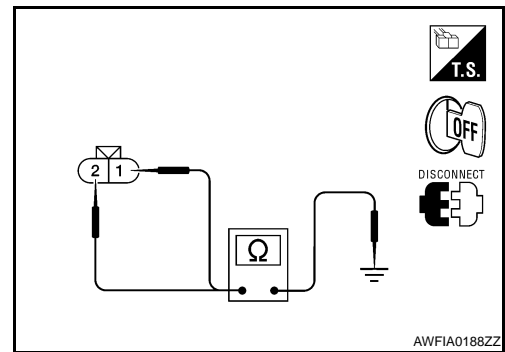 T.S.
OFF
DISCONNECT
2 1
Ω
AWFIA0188ZZ